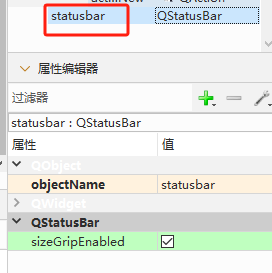 statusbar QStatusBar
属性编辑器
过滤器
statusbar : QStatusBar
属性 值
QObject
objectName statusbar
QWidget
QStatusBar
sizeGripEnabled